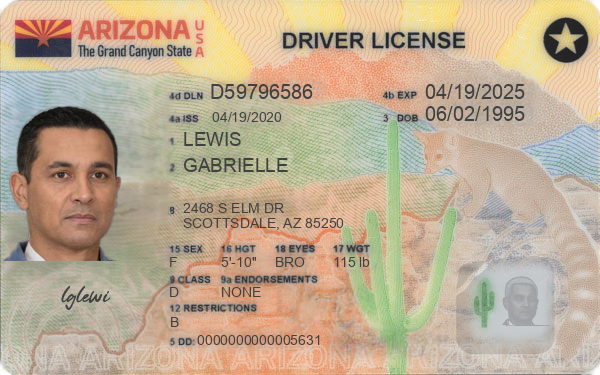 ARIZONA USA
The Grand Canyon State
DRIVER LICENSE
4d DLN D59796586 4b EXP 04/19/2025
4a ISS 04/19/2020 3 DOB 06/02/1995
1 LEWIS
2 GABRIELLE
8 2468 S ELM DR
SCOTTSDALE, AZ 85250
15 SEX 16 HGT 18 EYES 17 WGT
F 5'-10" BRO 115 lb
9 CLASS 9a ENDORSEMENTS
D NONE
12 RESTRICTIONS
B
5 DD: 0000000000005631
lglewi
ARIZONA ARIZONA ARIZONA ARIZONA